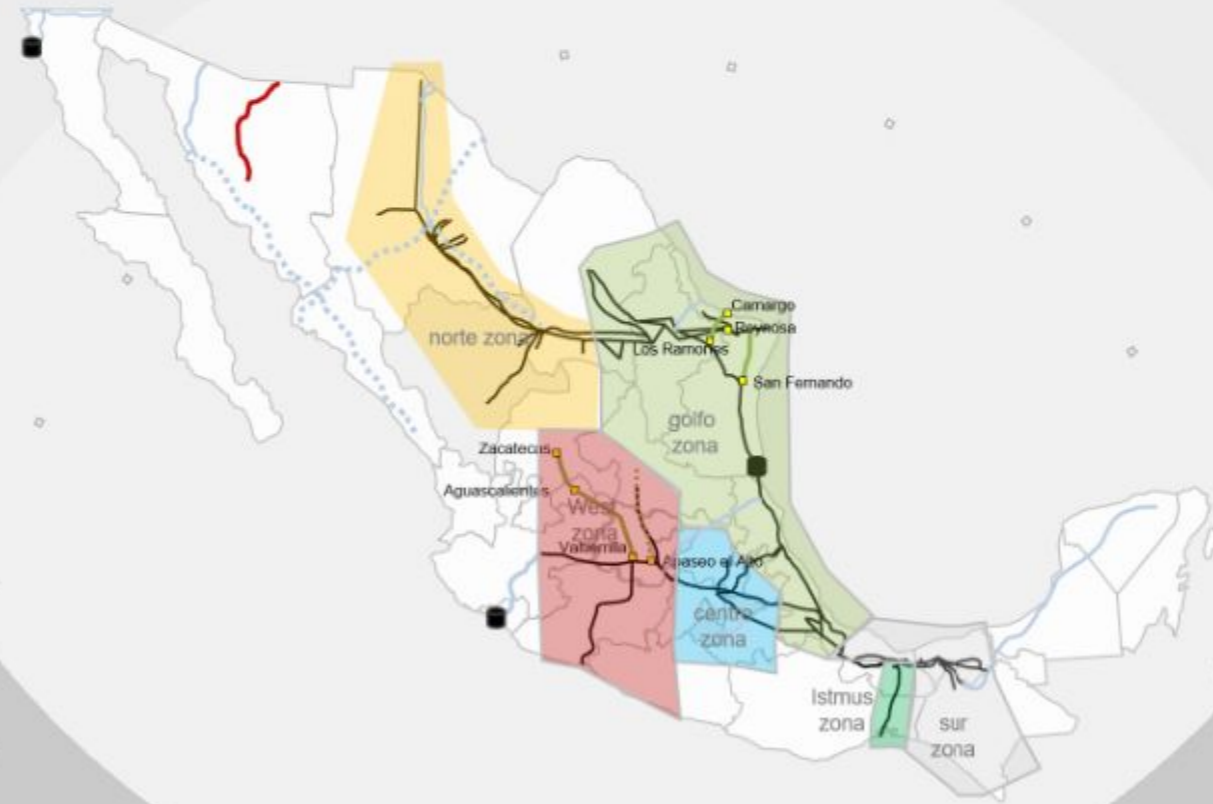 Camargo
Reynosa
norte zona
Los Ramones
San Fernando
golfo
zona
Zacatecas
Aguascalientes
West
zona
Valtierrilla
Apaseo el Alto
centro
zona
Istmus
zona
sur
zona